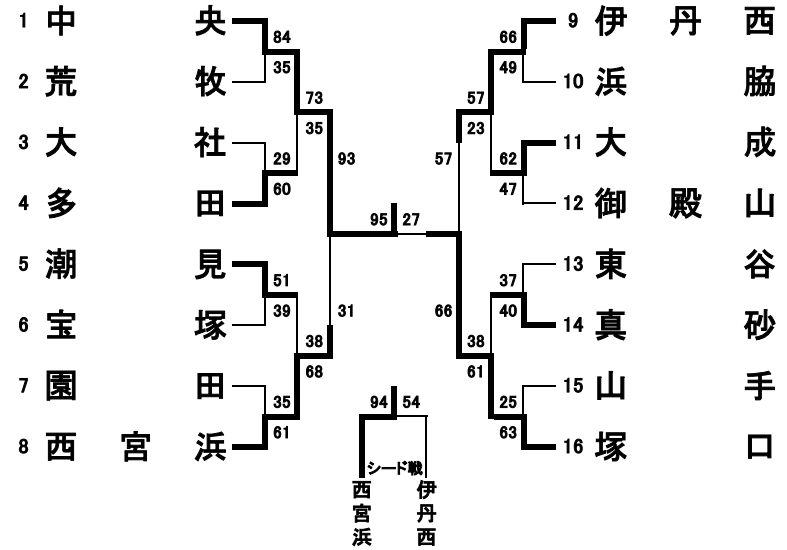 1 中央
84
35
2 荒牧
73
35
3 大社
29
60
4 多田
93
31
5 潮見
51
39
6 宝塚
38
68
7 園田
35
61
8 西宮浜
95 27
9 伊丹西
66
49
10 浜脇
57
23
11 大成
62
47
12 御殿山
57
66
13 東谷
37
40
14 真砂
38
61
15 山手
25
63
16 塚口
94 54
シード戦
西宮浜
伊丹西